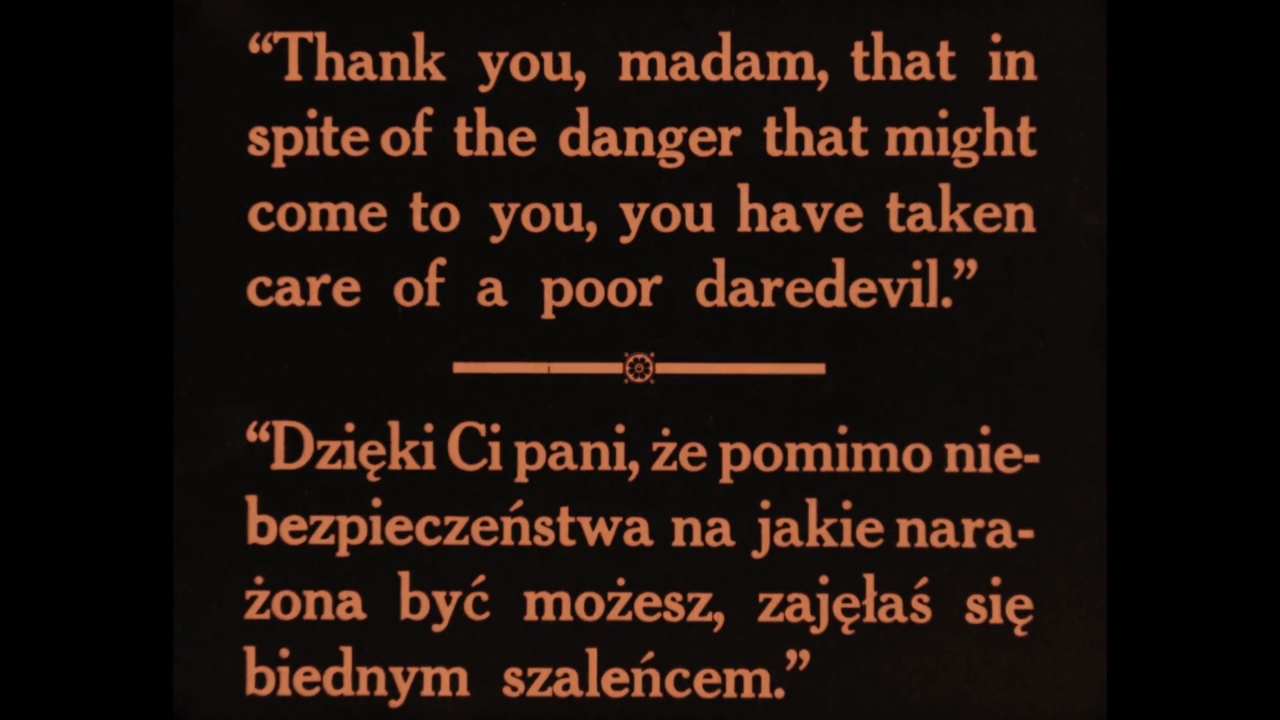 “Thank you, madam, that in
spite of the danger that might
come to you, you have taken
care of a poor daredevil.”
“Dzięki Ci pani, że pomimo nie-
bezpieczeństwa na jakie nara-
żona być możesz, zajęłaś się
biednym szaleńcem.”